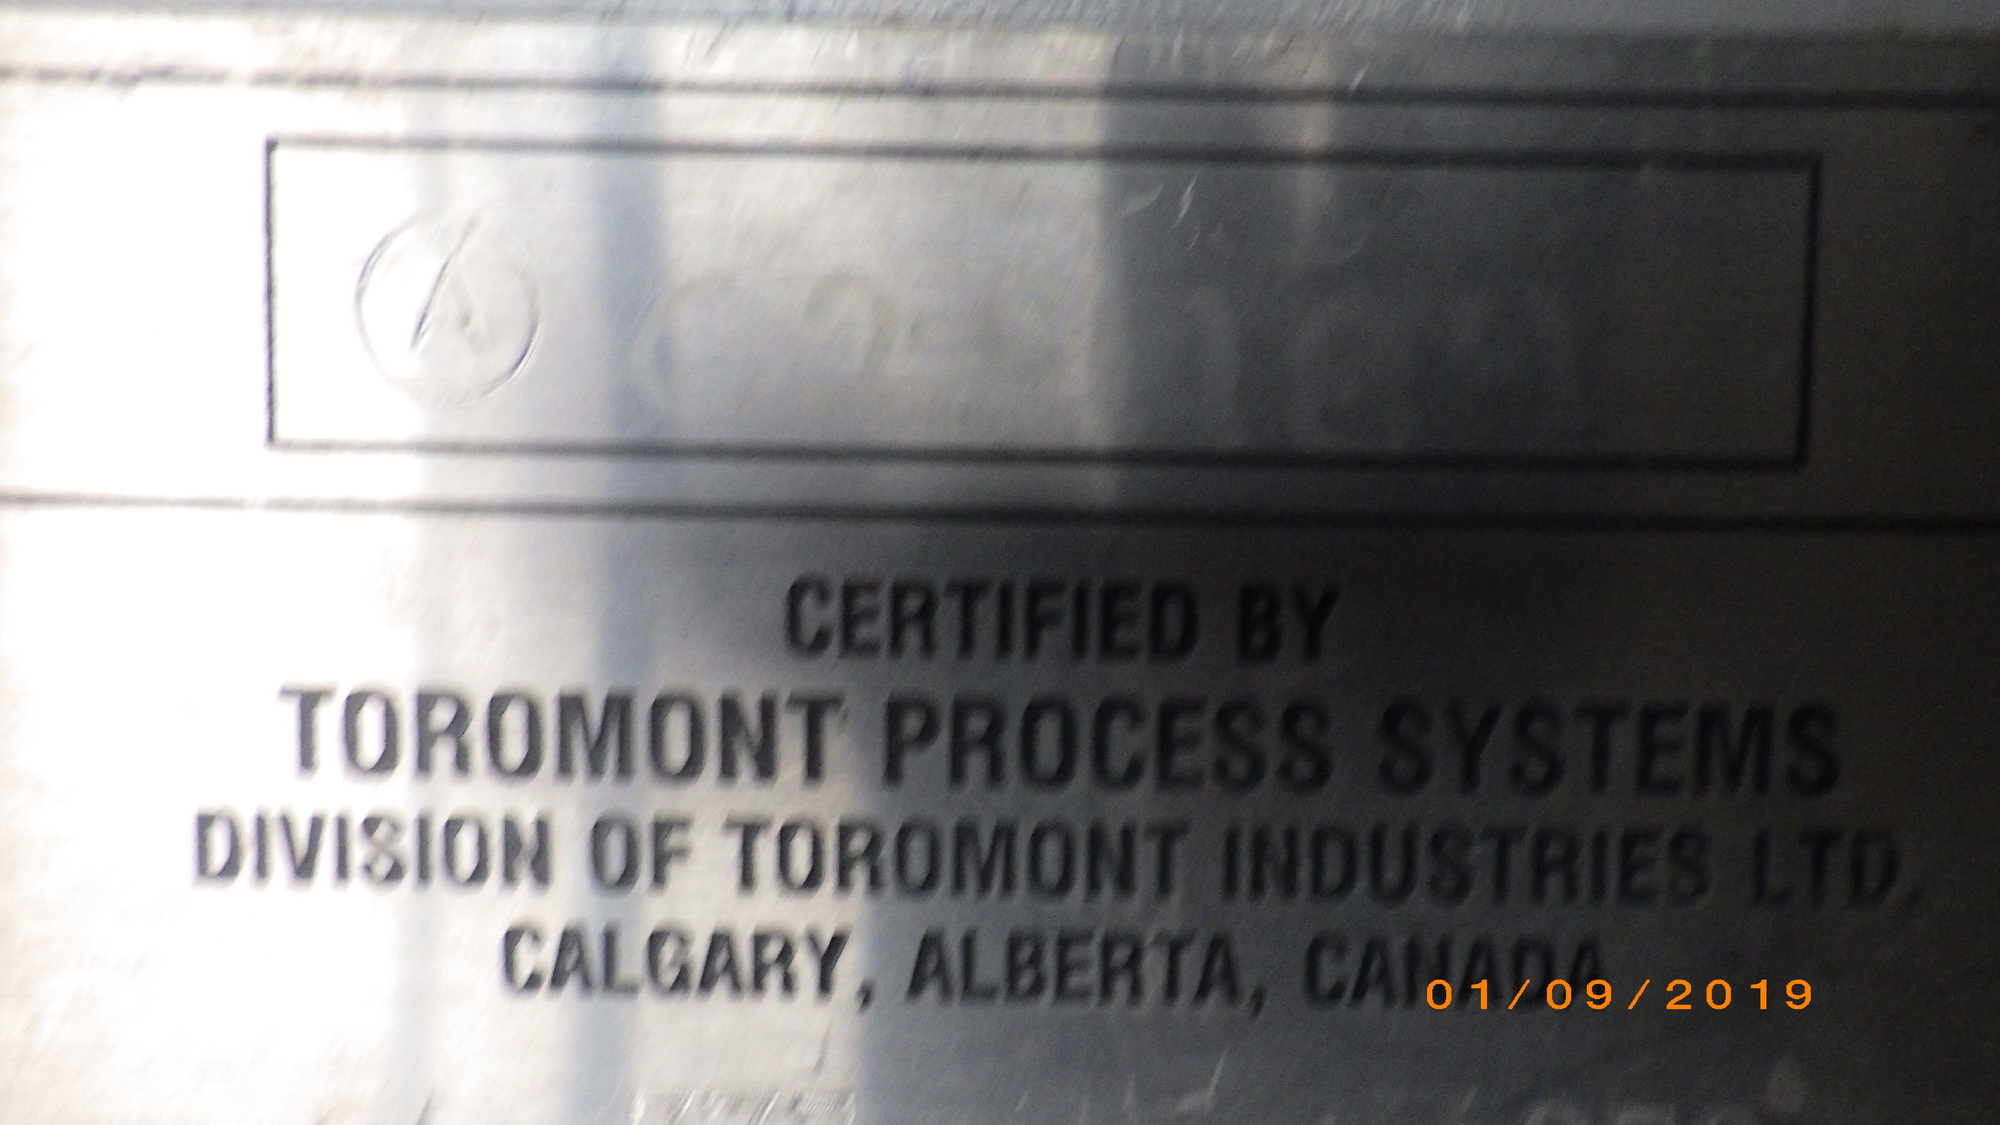 CERTIFIED BY
TOROMONT PROCESS SYSTEMS
DIVISION OF TOROMONT INDUSTRIES LTD.
CALGARY, ALBERTA, CANADA
01/09/2019